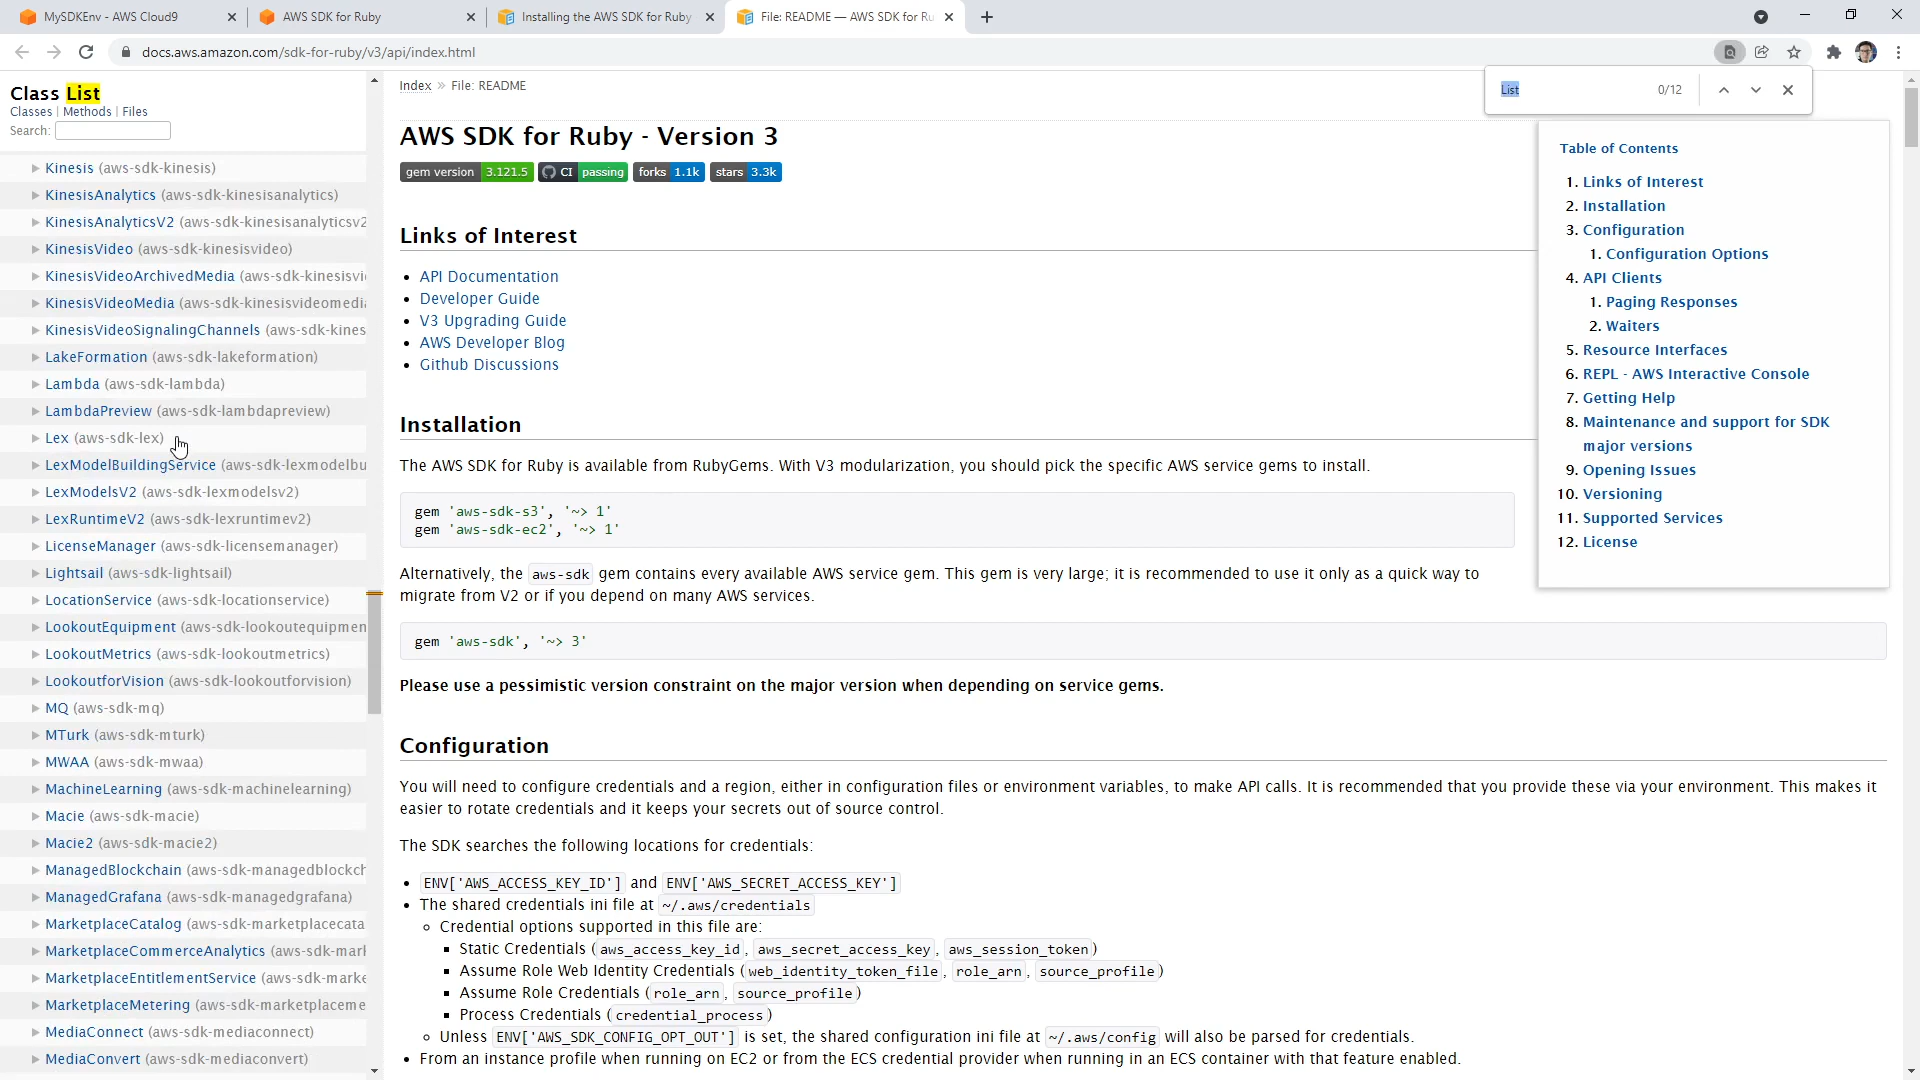 MySDKEnv - AWS Cloud9
AWS SDK for Ruby
Installing the AWS SDK for Ruby
File: README — AWS SDK for Ru
docs.aws.amazon.com/sdk-for-ruby/v3/api/index.html
List
0/12
Class List
Classes | Methods | Files
Search:
Kinesis (aws-sdk-kinesis)
KinesisAnalytics (aws-sdk-kinesisanalytics)
KinesisAnalyticsV2 (aws-sdk-kinesisanalyticsv2
KinesisVideo (aws-sdk-kinesisvideo)
KinesisVideoArchivedMedia (aws-sdk-kinesisvi
KinesisVideoMedia (aws-sdk-kinesisvideomedia
KinesisVideoSignalingChannels (aws-sdk-kines
LakeFormation (aws-sdk-lakeformation)
Lambda (aws-sdk-lambda)
LambdaPreview (aws-sdk-lambdapreview)
Lex (aws-sdk-lex)
LexModelBuildingService (aws-sdk-lexmodelbu
LexModelsV2 (aws-sdk-lexmodelsv2)
LexRuntimeV2 (aws-sdk-lexruntimev2)
LicenseManager (aws-sdk-licensemanager)
Lightsail (aws-sdk-lightsail)
LocationService (aws-sdk-locationservice)
LookoutEquipment (aws-sdk-lookoutequipmen
LookoutMetrics (aws-sdk-lookoutmetrics)
LookoutforVision (aws-sdk-lookoutforvision)
MQ (aws-sdk-mq)
MTurk (aws-sdk-mturk)
MWAA (aws-sdk-mwaa)
MachineLearning (aws-sdk-machinelearning)
Macie (aws-sdk-macie)
Macie2 (aws-sdk-macie2)
ManagedBlockchain (aws-sdk-managedblockch
ManagedGrafana (aws-sdk-managedgrafana)
MarketplaceCatalog (aws-sdk-marketplacecata
MarketplaceCommerceAnalytics (aws-sdk-mark
MarketplaceEntitlementService (aws-sdk-marke
MarketplaceMetering (aws-sdk-marketplaceme
MediaConnect (aws-sdk-mediaconnect)
MediaConvert (aws-sdk-mediaconvert)
Index » File: README
AWS SDK for Ruby - Version 3
gem version 3.121.5 CI passing forks 1.1k stars 3.3k
Links of Interest
• API Documentation
• Developer Guide
• V3 Upgrading Guide
• AWS Developer Blog
• Github Discussions
Installation
The AWS SDK for Ruby is available from RubyGems. With V3 modularization, you should pick the specific AWS service gems to install.
gem 'aws-sdk-s3', '~> 1'
gem 'aws-sdk-ec2', '~> 1'
Alternatively, the aws-sdk gem contains every available AWS service gem. This gem is very large; it is recommended to use it only as a quick way to
migrate from V2 or if you depend on many AWS services.
gem 'aws-sdk', '~> 3'
Please use a pessimistic version constraint on the major version when depending on service gems.
Configuration
You will need to configure credentials and a region, either in configuration files or environment variables, to make API calls. It is recommended that you provide these via your environment. This makes it
easier to rotate credentials and it keeps your secrets out of source control.
The SDK searches the following locations for credentials:
• ENV['AWS_ACCESS_KEY_ID'] and ENV['AWS_SECRET_ACCESS_KEY']
• The shared credentials ini file at ~/.aws/credentials
◦ Credential options supported in this file are:
▪ Static Credentials (aws_access_key_id, aws_secret_access_key, aws_session_token)
▪ Assume Role Web Identity Credentials (web_identity_token_file, role_arn, source_profile)
▪ Assume Role Credentials (role_arn, source_profile)
▪ Process Credentials (credential_process)
◦ Unless ENV['AWS_SDK_CONFIG_OPT_OUT'] is set, the shared configuration ini file at ~/.aws/config will also be parsed for credentials.
• From an instance profile when running on EC2 or from the ECS credential provider when running in an ECS container with that feature enabled.
Table of Contents
1. Links of Interest
2. Installation
3. Configuration
1. Configuration Options
4. API Clients
1. Paging Responses
2. Waiters
5. Resource Interfaces
6. REPL - AWS Interactive Console
7. Getting Help
8. Maintenance and support for SDK
major versions
9. Opening Issues
10. Versioning
11. Supported Services
12. License